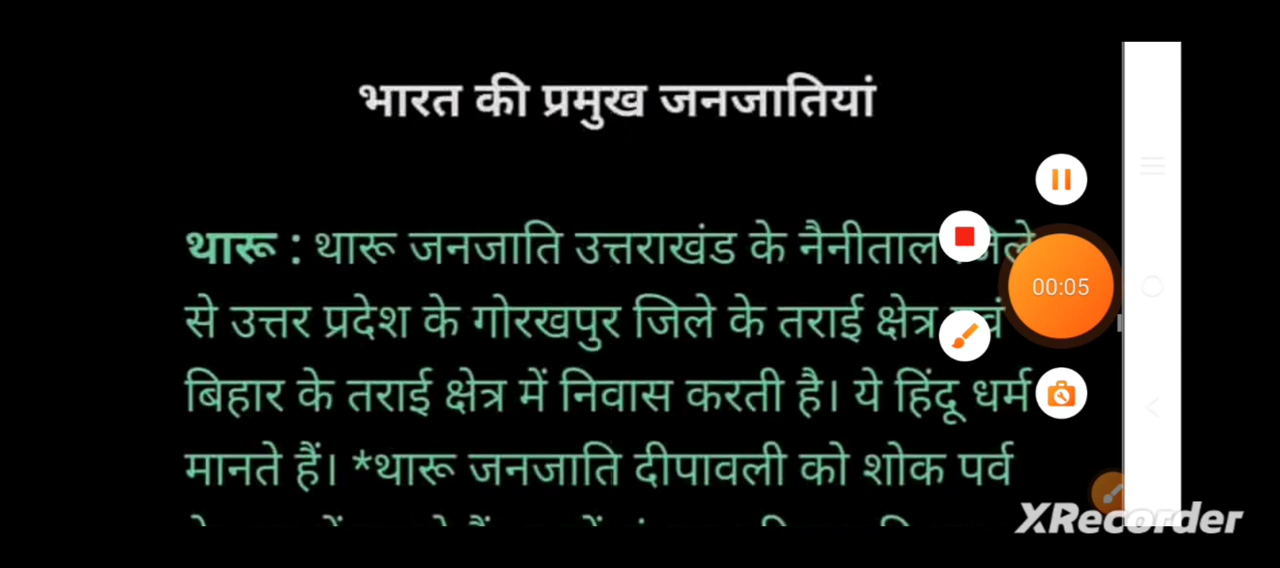 भारत की प्रमुख जनजातियां
थारू : थारू जनजाति उत्तराखंड के नैनीताल
से उत्तर प्रदेश के गोरखपुर जिले के तराई क्षेत्र
बिहार के तराई क्षेत्र में निवास करती है। ये हिंदू धर्म
मानते हैं। *थारू जनजाति दीपावली को शोक पर्व
00:05
XRecorder